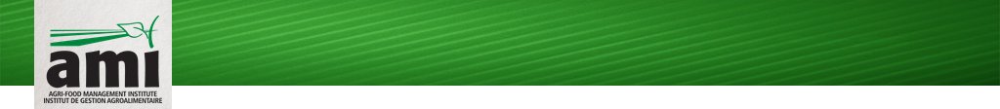 ami
AGRI-FOOD MANAGEMENT INSTITUTE
INSTITUT DE GESTION AGROALIMENTAIRE